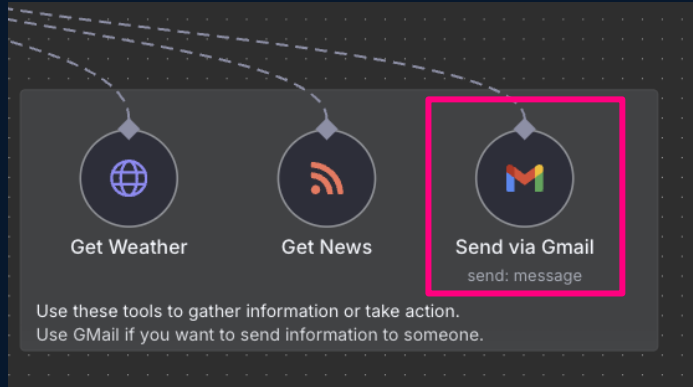 Get Weather
Get News
Send via Gmail
send: message
Use these tools to gather information or take action.
Use GMail if you want to send information to someone.